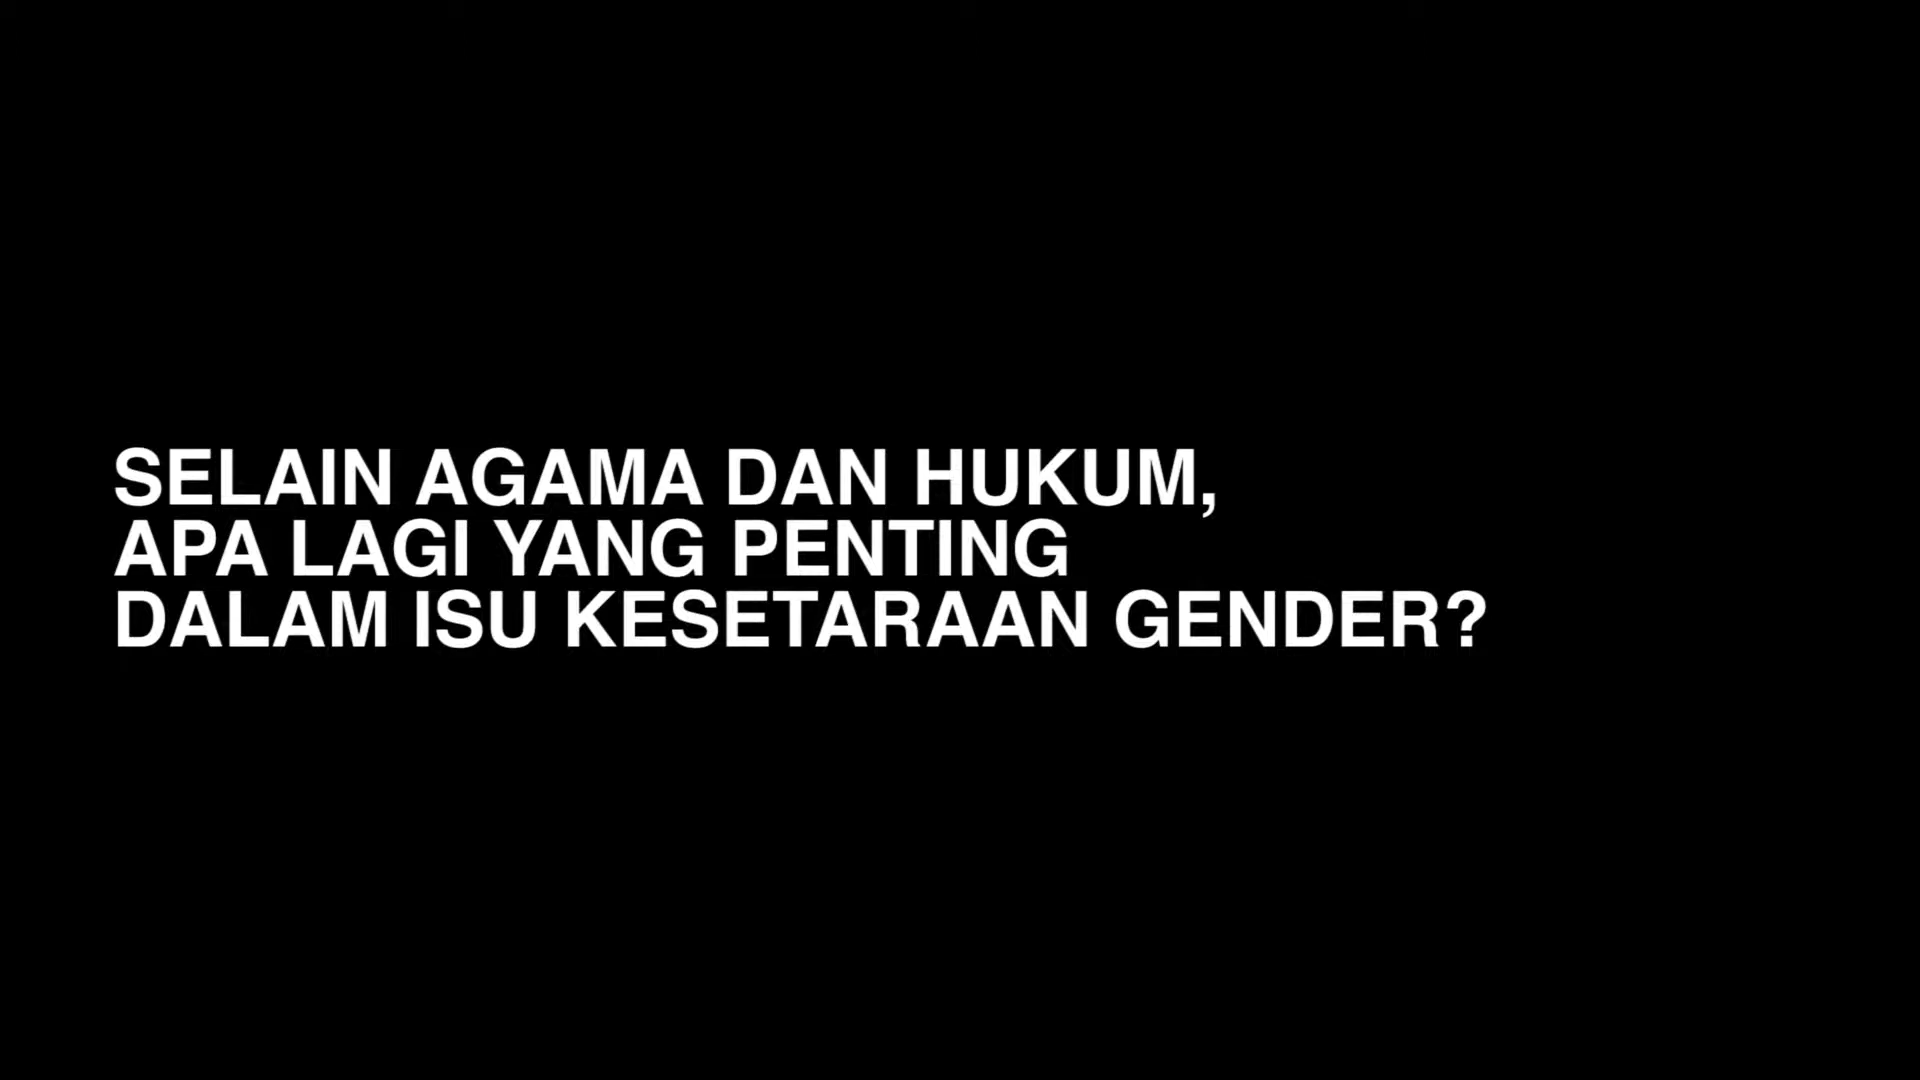 SELAIN AGAMA DAN HUKUM,
APA LAGI YANG PENTING
DALAM ISU KESETARAAN GENDER?